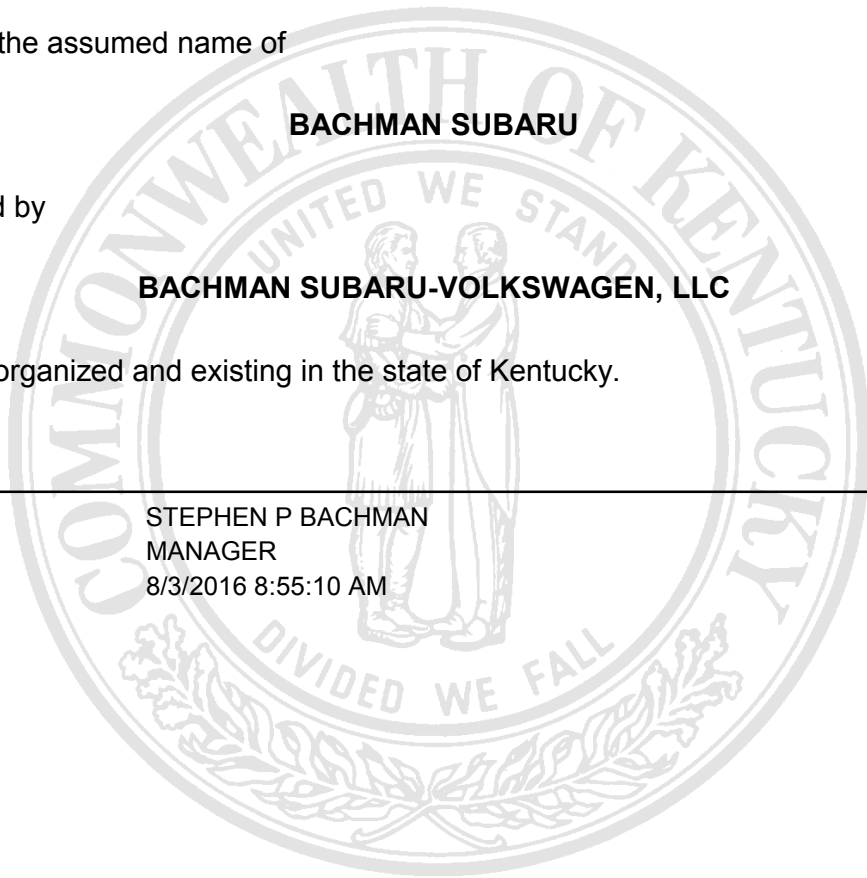 the assumed name of
BACHMAN SUBARU
d by
BACHMAN SUBARU-VOLKSWAGEN, LLC
organized and existing in the state of Kentucky.
STEPHEN P BACHMAN
MANAGER
8/3/2016 8:55:10 AM
COMMONWEALTH OF KENTUCKY
UNITED WE STAND
DIVIDED WE FALL